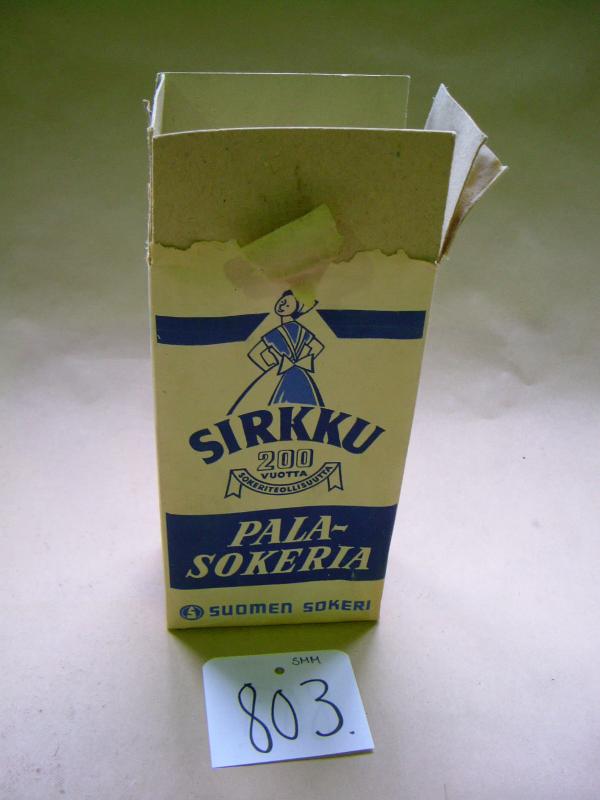 SIRKKU
200
VUOTTA
SOKERITEOLLISUUTTA
PALA-
SOKERIA
S SUOMEN SOKERI
SMM
803.